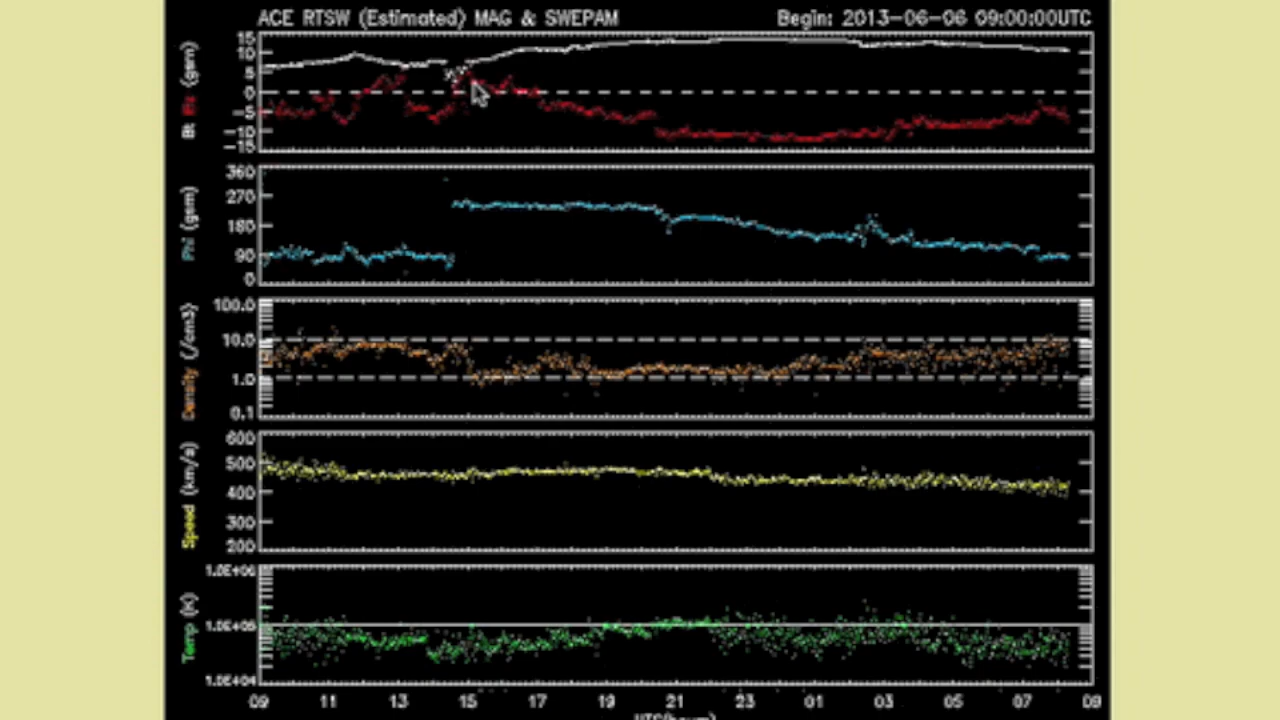 ACE RTSW (Estimated) MAG & SWEPAM Begin: 2013-06-06 09:00:00UTC
Bt Bz (gsm)
15
10
5
0
-5
-10
-15
Phi (gsm)
360
270
180
90
0
Density (/cm3)
100.0
10.0
1.0
0.1
Speed (km/s)
600
500
400
300
200
Temp (K)
1.0E+06
1.0E+05
1.0E+04
09 11 13 15 17 19 21 23 01 03 05 07 09
UTC(hours)